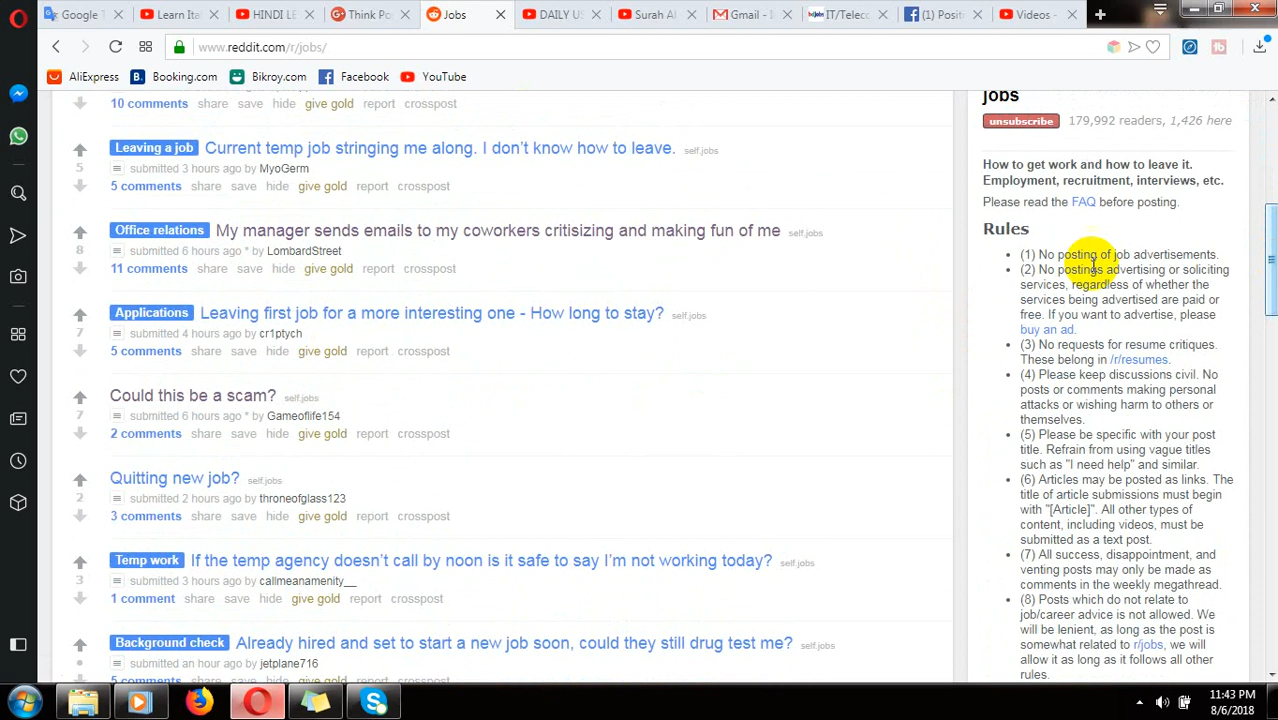 Google T
Learn Ita
HINDI LE
Think Po
Jobs
DAILY US
Surah Al
Gmail - I
IT/Telec
(1) Positi
Videos -
www.reddit.com/r/jobs/
AliExpress
Booking.com
Bikroy.com
Facebook
YouTube
10 comments share save hide give gold report crosspost
Leaving a job Current temp job stringing me along. I don't know how to leave. self.jobs
5 submitted 3 hours ago by MyoGerm
5 comments share save hide give gold report crosspost
Office relations My manager sends emails to my coworkers critisizing and making fun of me self.jobs
8 submitted 6 hours ago * by LombardStreet
11 comments share save hide give gold report crosspost
Applications Leaving first job for a more interesting one - How long to stay? self.jobs
7 submitted 4 hours ago by cr1ptych
5 comments share save hide give gold report crosspost
Could this be a scam? self.jobs
7 submitted 6 hours ago * by Gameoflife154
2 comments share save hide give gold report crosspost
Quitting new job? self.jobs
2 submitted 2 hours ago by throneofglass123
3 comments share save hide give gold report crosspost
Temp work If the temp agency doesn't call by noon is it safe to say I'm not working today? self.jobs
3 submitted 3 hours ago by callmeanamenity__
1 comment share save hide give gold report crosspost
Background check Already hired and set to start a new job soon, could they still drug test me? self.jobs
• submitted an hour ago by jetplane716
5 comments share save hide give gold report crosspost
jobs
unsubscribe 179,992 readers, 1,426 here
How to get work and how to leave it.
Employment, recruitment, interviews, etc.
Please read the FAQ before posting.
Rules
• (1) No posting of job advertisements.
• (2) No postings advertising or soliciting
services, regardless of whether the
services being advertised are paid or
free. If you want to advertise, please
buy an ad.
• (3) No requests for resume critiques.
These belong in /r/resumes.
• (4) Please keep discussions civil. No
posts or comments making personal
attacks or wishing harm to others or
themselves.
• (5) Please be specific with your post
title. Refrain from using vague titles
such as "I need help" and similar.
• (6) Articles may be posted as links. The
title of article submissions must begin
with "[Article]". All other types of
content, including videos, must be
submitted as a text post.
• (7) All success, disappointment, and
venting posts may only be made as
comments in the weekly megathread.
• (8) Posts which do not relate to
job/career advice is not allowed. We
will be lenient, as long as the post is
somewhat related to r/jobs, we will
allow it as long as it follows all other
rules.
11:43 PM
8/6/2018